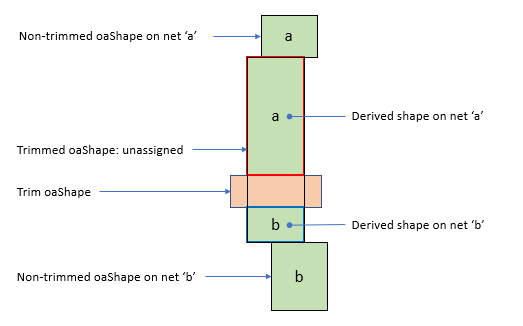 Non-trimmed oaShape on net ‘a’
a
a
Derived shape on net ‘a’
Trimmed oaShape: unassigned
Trim oaShape
b
Derived shape on net ‘b’
Non-trimmed oaShape on net ‘b’
b